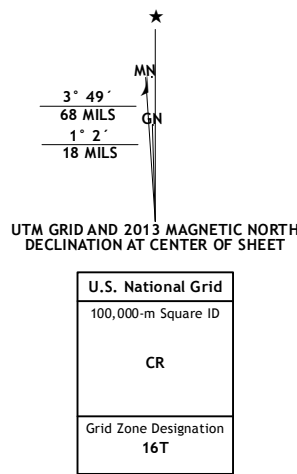 ★
MN
3° 49´
68 MILS
GN
1° 2´
18 MILS
UTM GRID AND 2013 MAGNETIC NORTH
DECLINATION AT CENTER OF SHEET
U.S. National Grid
100,000-m Square ID
CR
Grid Zone Designation
16T